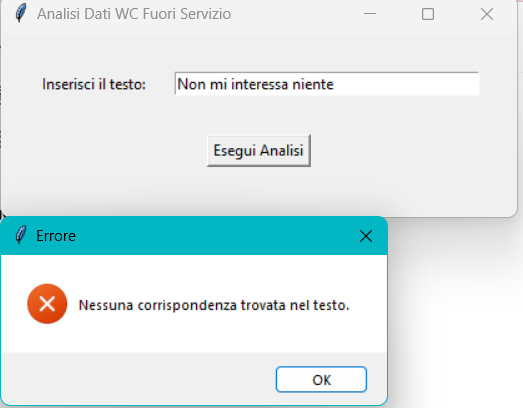 Analisi Dati WC Fuori Servizio
Inserisci il testo: Non mi interessa niente
Esegui Analisi
Errore
Nessuna corrispondenza trovata nel testo.
OK